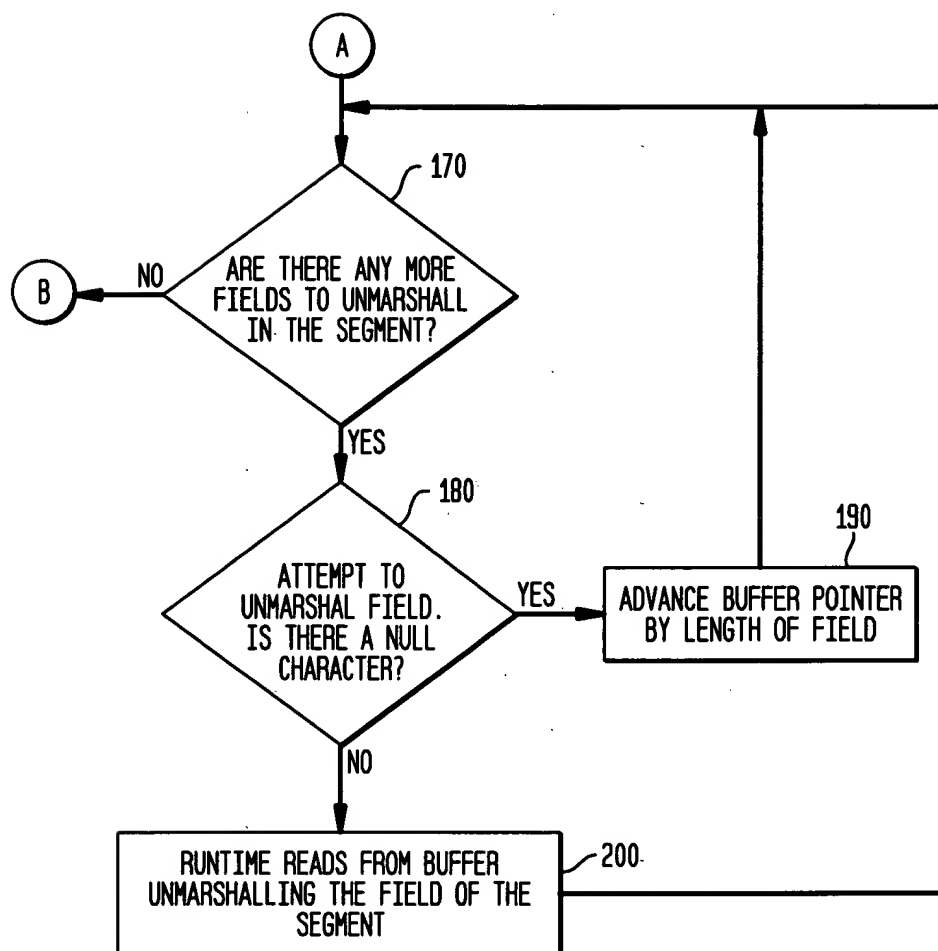 A
170
ARE THERE ANY MORE
FIELDS TO UNMARSHALL
IN THE SEGMENT?
NO
B
YES
180
ATTEMPT TO
UNMARSHAL FIELD.
IS THERE A NULL
CHARACTER?
YES
190
ADVANCE BUFFER POINTER
BY LENGTH OF FIELD
NO
RUNTIME READS FROM BUFFER
UNMARSHALLING THE FIELD OF THE
SEGMENT
200